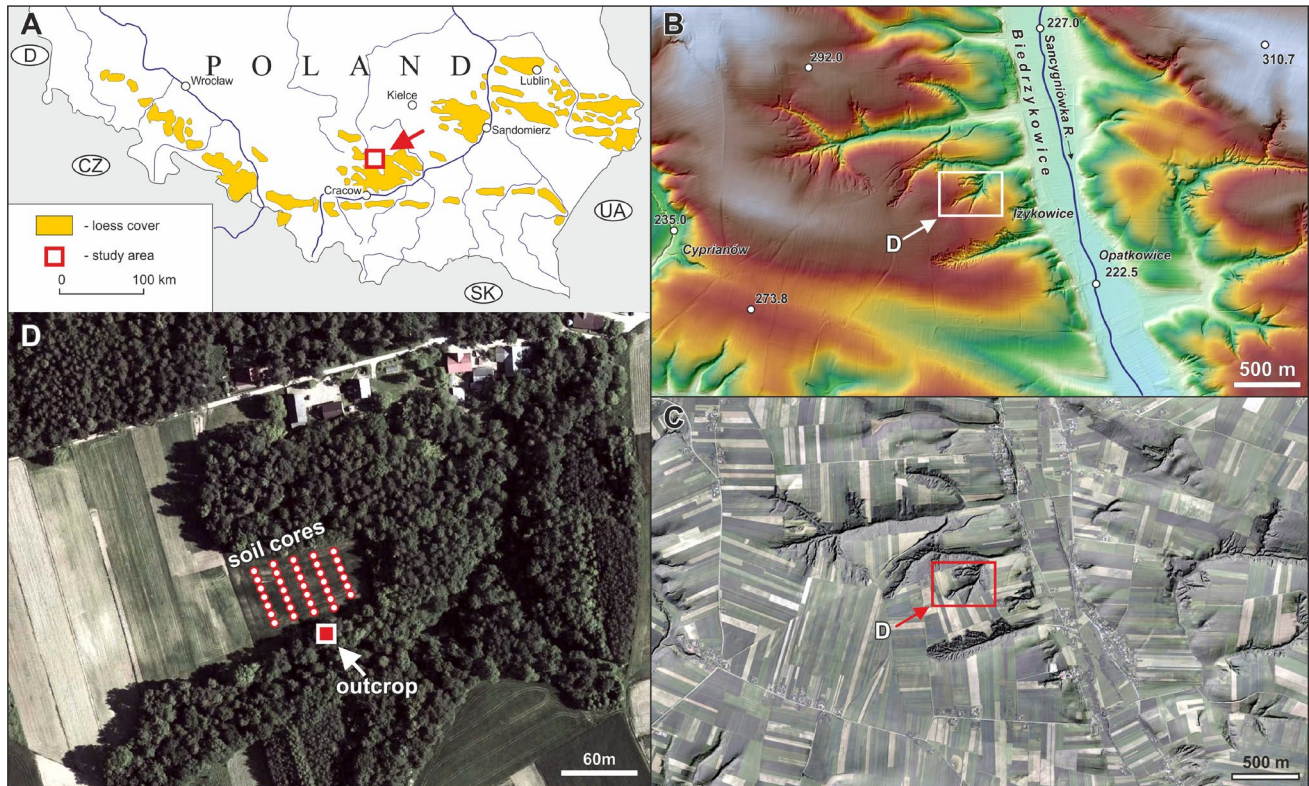 A
D
P O L A N D
Wrocław
Lublin
Kielce
Sandomierz
CZ
Cracow
UA
- loess cover
- study area
0 100 km
SK
B
227.0
292.0
310.7
Biedrzykowice
Sancygniówka R.
235.0
Cyprianów
D
Iżykowice
Opatkowice
222.5
273.8
500 m
D
soil cores
outcrop
60m
C
D
500 m